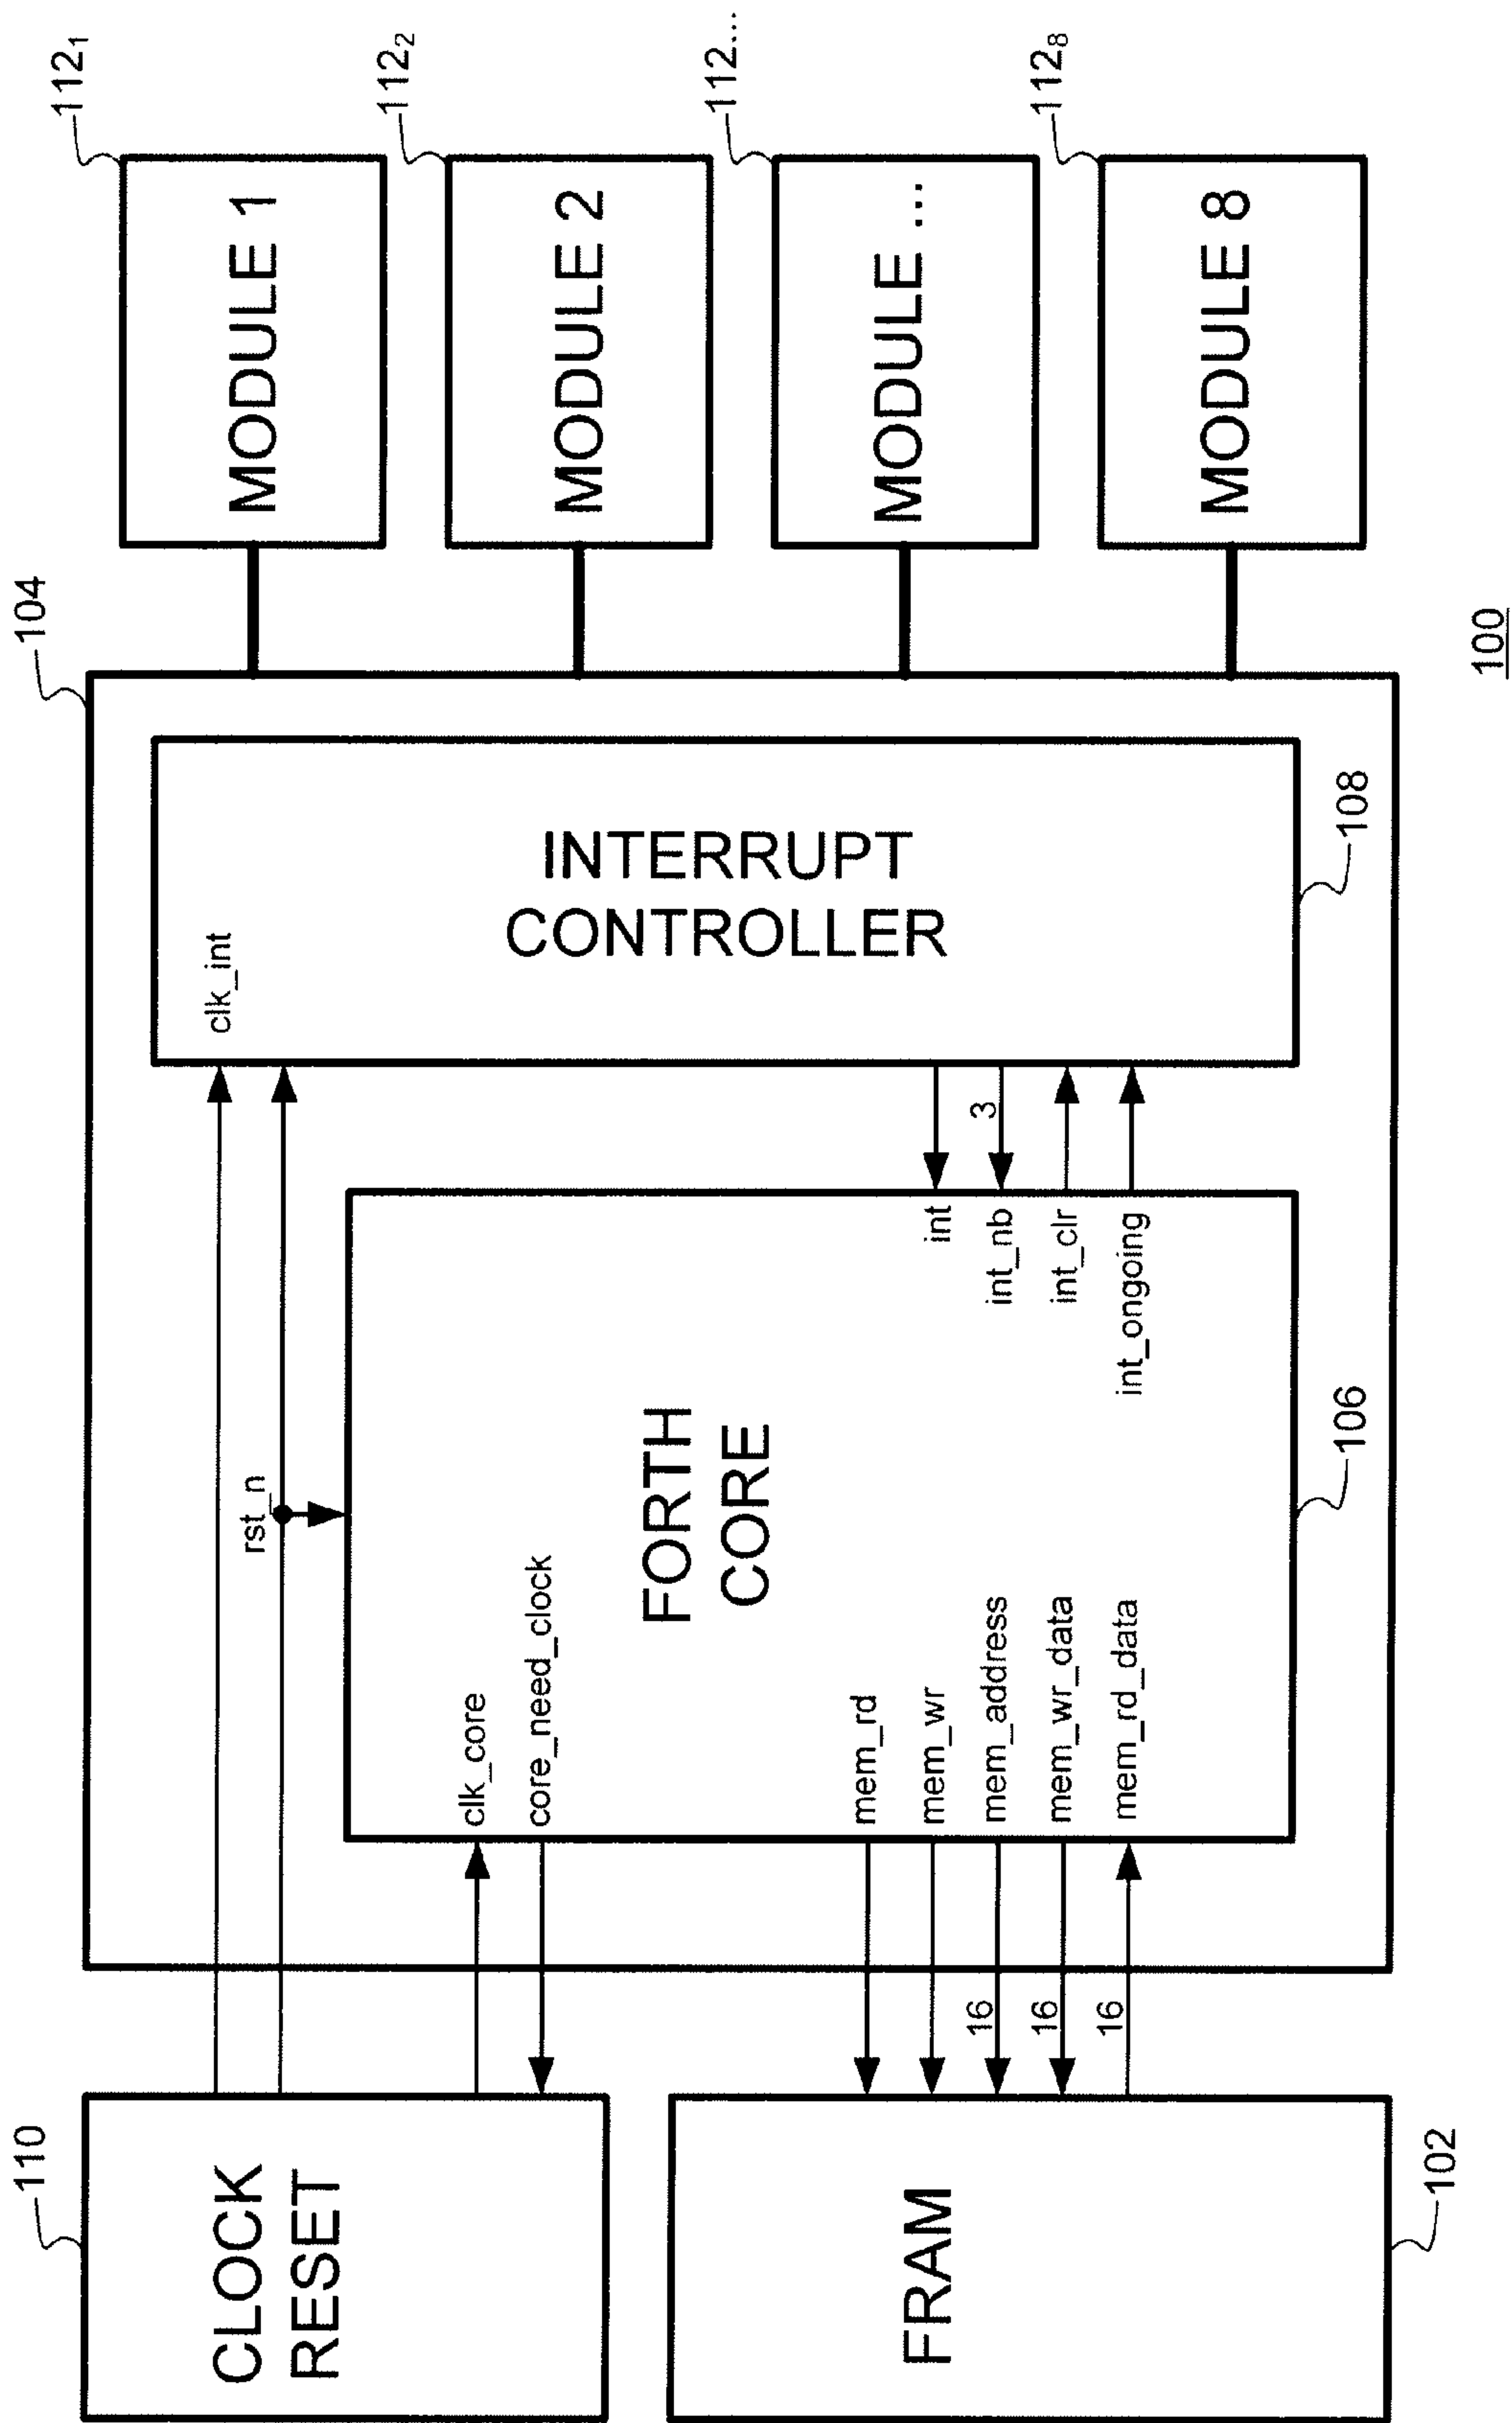 110
CLOCK
RESET
FRAM
102
104
rst_n
clk_int
clk_core
core_need_clock
FORTH
CORE
mem_rd
mem_wr
16
mem_address
16
mem_wr_data
16
mem_rd_data
int
3
int_nb
int_clr
int_ongoing
106
INTERRUPT
CONTROLLER
108
MODULE 1
112₁
MODULE 2
112₂
MODULE ...
112...
MODULE 8
112₈
100